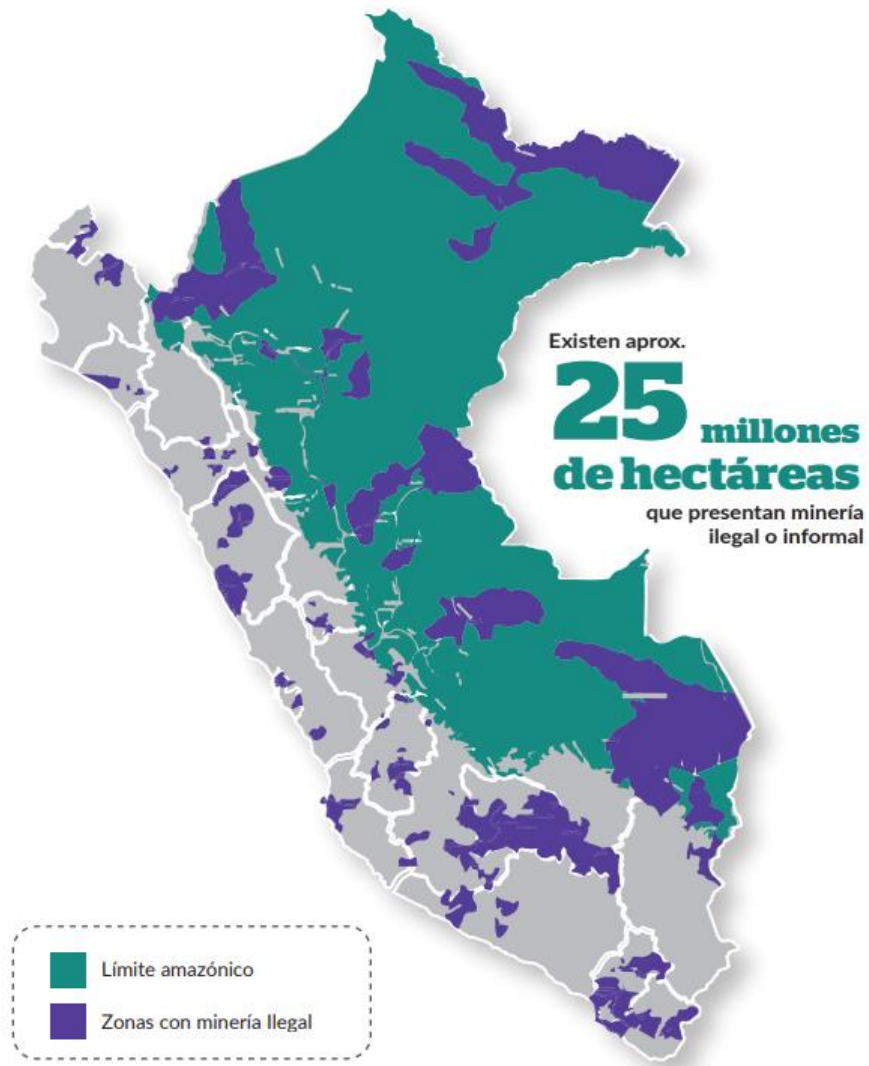 Existen aprox.
25 millones
de hectáreas
que presentan minería
ilegal o informal
Límite amazónico
Zonas con minería Ilegal